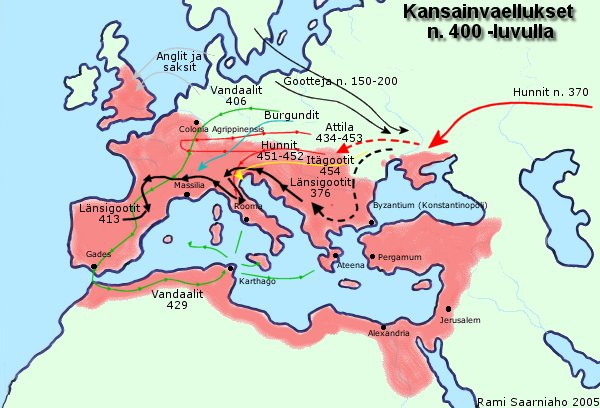 Kansainvaellukset
n. 400 -luvulla
Anglit ja
saksit
Gootteja n. 150-200
Vandaalit
406
Hunnit n. 370
Burgundit
Colonia Agrippinensis
Attila
434-453
Hunnit
451-452
Itägootit
454
Massilia
Länsigootit
376
Länsigootit
413
Rooma
Byzantium (Konstantinopoli)
Gades
Ateena
Pergamum
Karthago
Vandaalit
429
Jerusalem
Alexandria
Rami Saarniaho 2005